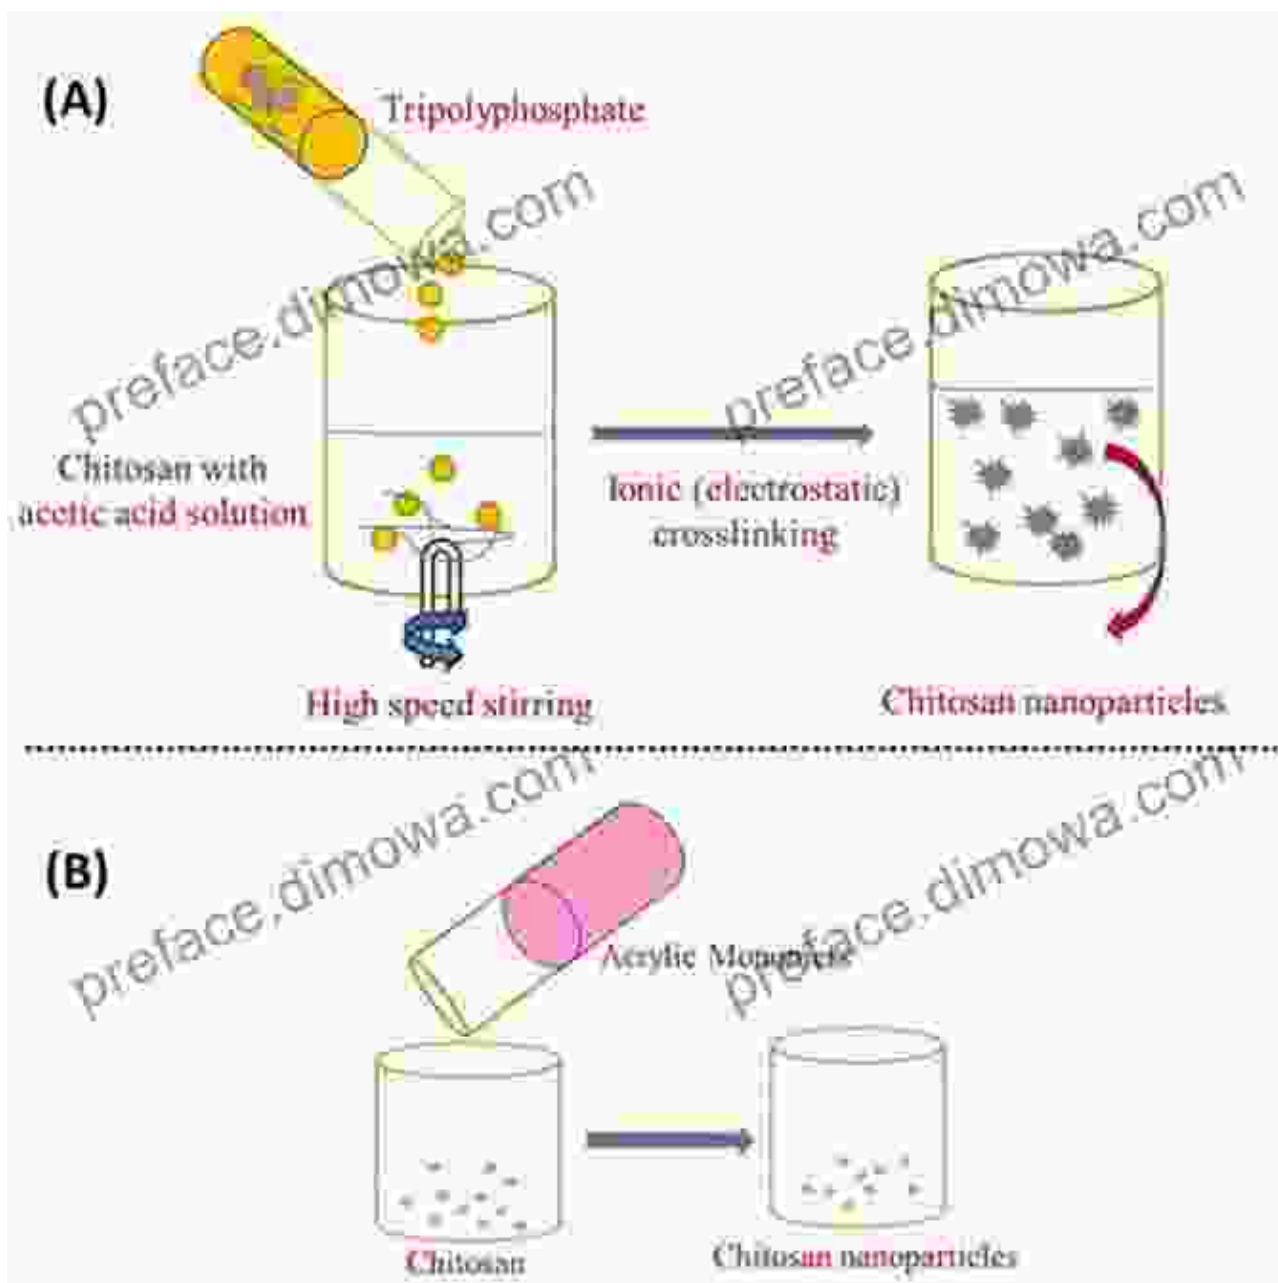 (A)
Tripolyphosphate
preface.dimowa.com
preface.dimowa.com
Chitosan with
acetic acid solution
Ionic (electrostatic)
crosslinking
High speed stirring
Chitosan nanoparticles
(B)
preface.dimowa.com
preface.dimowa.com
Acrylic
Chitosan
Chitosan nanoparticles